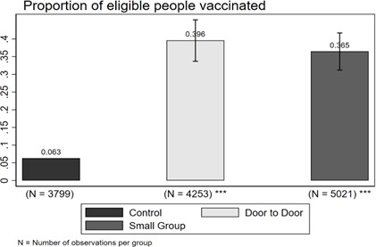 Proportion of eligible people vaccinated
.4
.35
.3
.25
.2
.15
.1
.05
0
0.063
0.396
0.365
(N = 3799)
(N = 4253) ***
(N = 5021) ***
Control
Door to Door
Small Group
N = Number of observations per group